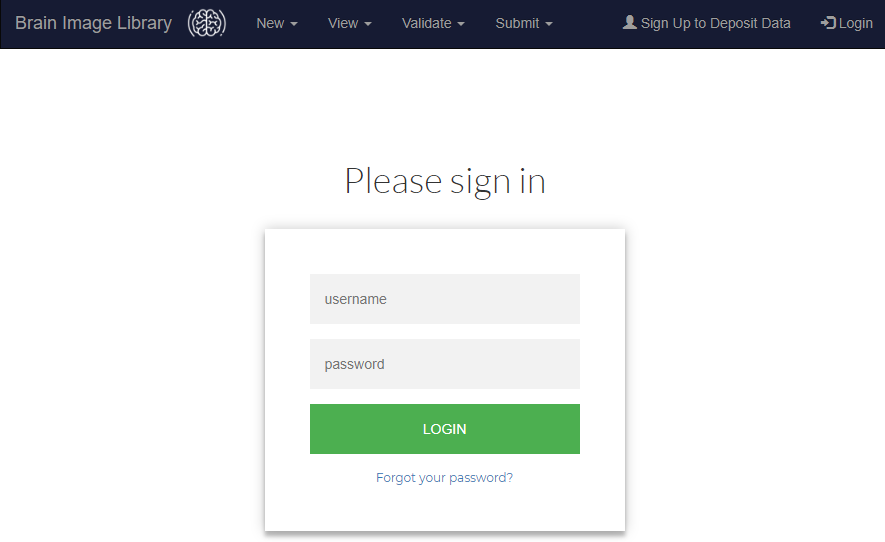 Brain Image Library New View Validate Submit Sign Up to Deposit Data Login
Please sign in
username
password
LOGIN
Forgot your password?